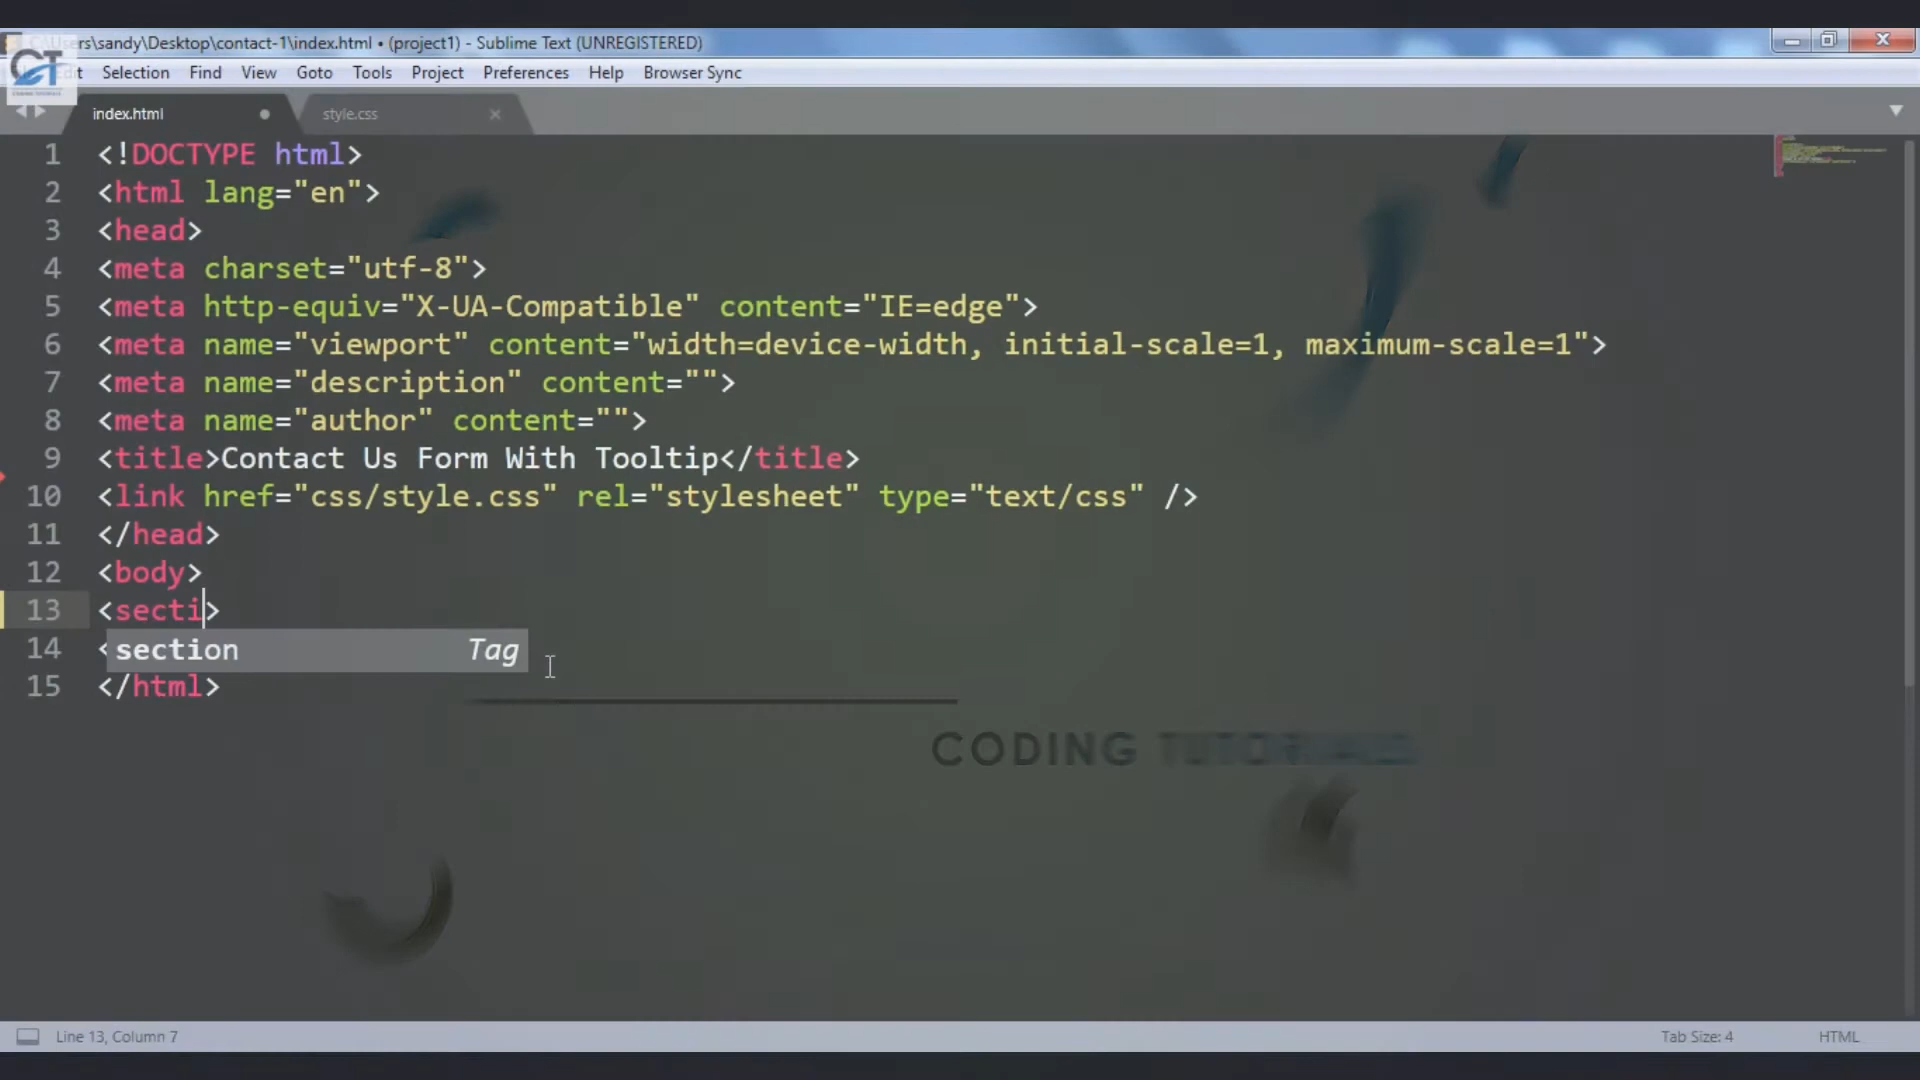 \sandy\Desktop\contact-1\index.html • (project1) - Sublime Text (UNREGISTERED)
Selection Find View Goto Tools Project Preferences Help Browser Sync
CT
index.html style.css
1 <!DOCTYPE html>
2 <html lang="en">
3 <head>
4 <meta charset="utf-8">
5 <meta http-equiv="X-UA-Compatible" content="IE=edge">
6 <meta name="viewport" content="width=device-width, initial-scale=1, maximum-scale=1">
7 <meta name="description" content="">
8 <meta name="author" content="">
9 <title>Contact Us Form With Tooltip</title>
10 <link href="css/style.css" rel="stylesheet" type="text/css" />
11 </head>
12 <body>
13 <secti>
section Tag
14 <
15 </html>
CODING TUTORIALS
Line 13, Column 7 Tab Size: 4 HTML